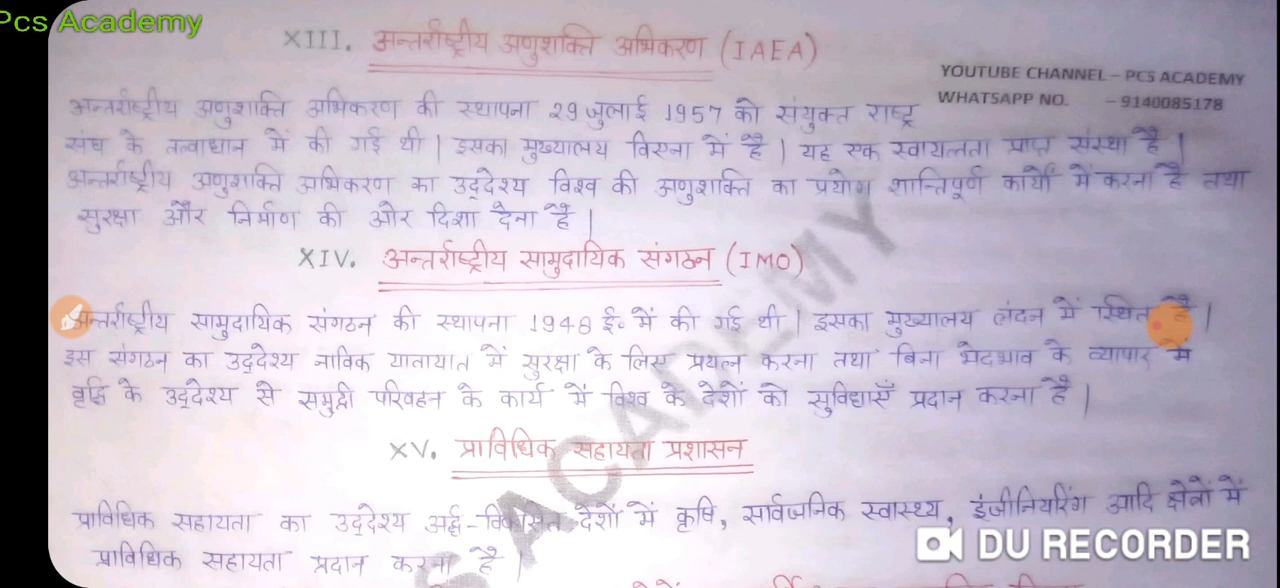 Pcs Academy
XIII. अन्तर्राष्ट्रीय अणुशक्ति अभिकरण (IAEA)
YOUTUBE CHANNEL – PCS ACADEMY
WHATSAPP NO. – 9140085178
अन्तर्राष्ट्रीय अणुशक्ति अभिकरण की स्थापना 29 जुलाई 1957 को संयुक्त राष्ट्र
संघ के तत्वाधान में की गई थी | इसका मुख्यालय विएना में है | यह एक स्वायत्तता प्राप्त संस्था है |
अन्तर्राष्ट्रीय अणुशक्ति अभिकरण का उद्देश्य विश्व की अणुशक्ति का प्रयोग शान्तिपूर्ण कार्यों में करना है तथा
सुरक्षा और निर्माण की ओर दिशा देना है |
XIV. अन्तर्राष्ट्रीय सामुदायिक संगठन (IMO)
अन्तर्राष्ट्रीय सामुदायिक संगठन की स्थापना 1948 ई॰ में की गई थी | इसका मुख्यालय लंदन में स्थित है |
इस संगठन का उद्देश्य नाविक यातायात में सुरक्षा के लिए प्रयत्न करना तथा बिना भेदभाव के व्यापार में
वृद्धि के उद्देश्य से समुद्री परिवहन के कार्य में विश्व के देशों को सुविधाएँ प्रदान करना है |
XV. प्राविधिक सहायता प्रशासन
प्राविधिक सहायता का उद्देश्य अर्द्ध-विकसित देशों में कृषि, सार्वजनिक स्वास्थ्य, इंजीनियरिंग आदि क्षेत्रों में
प्राविधिक सहायता प्रदान करना है |
S ACADEMY
DU RECORDER